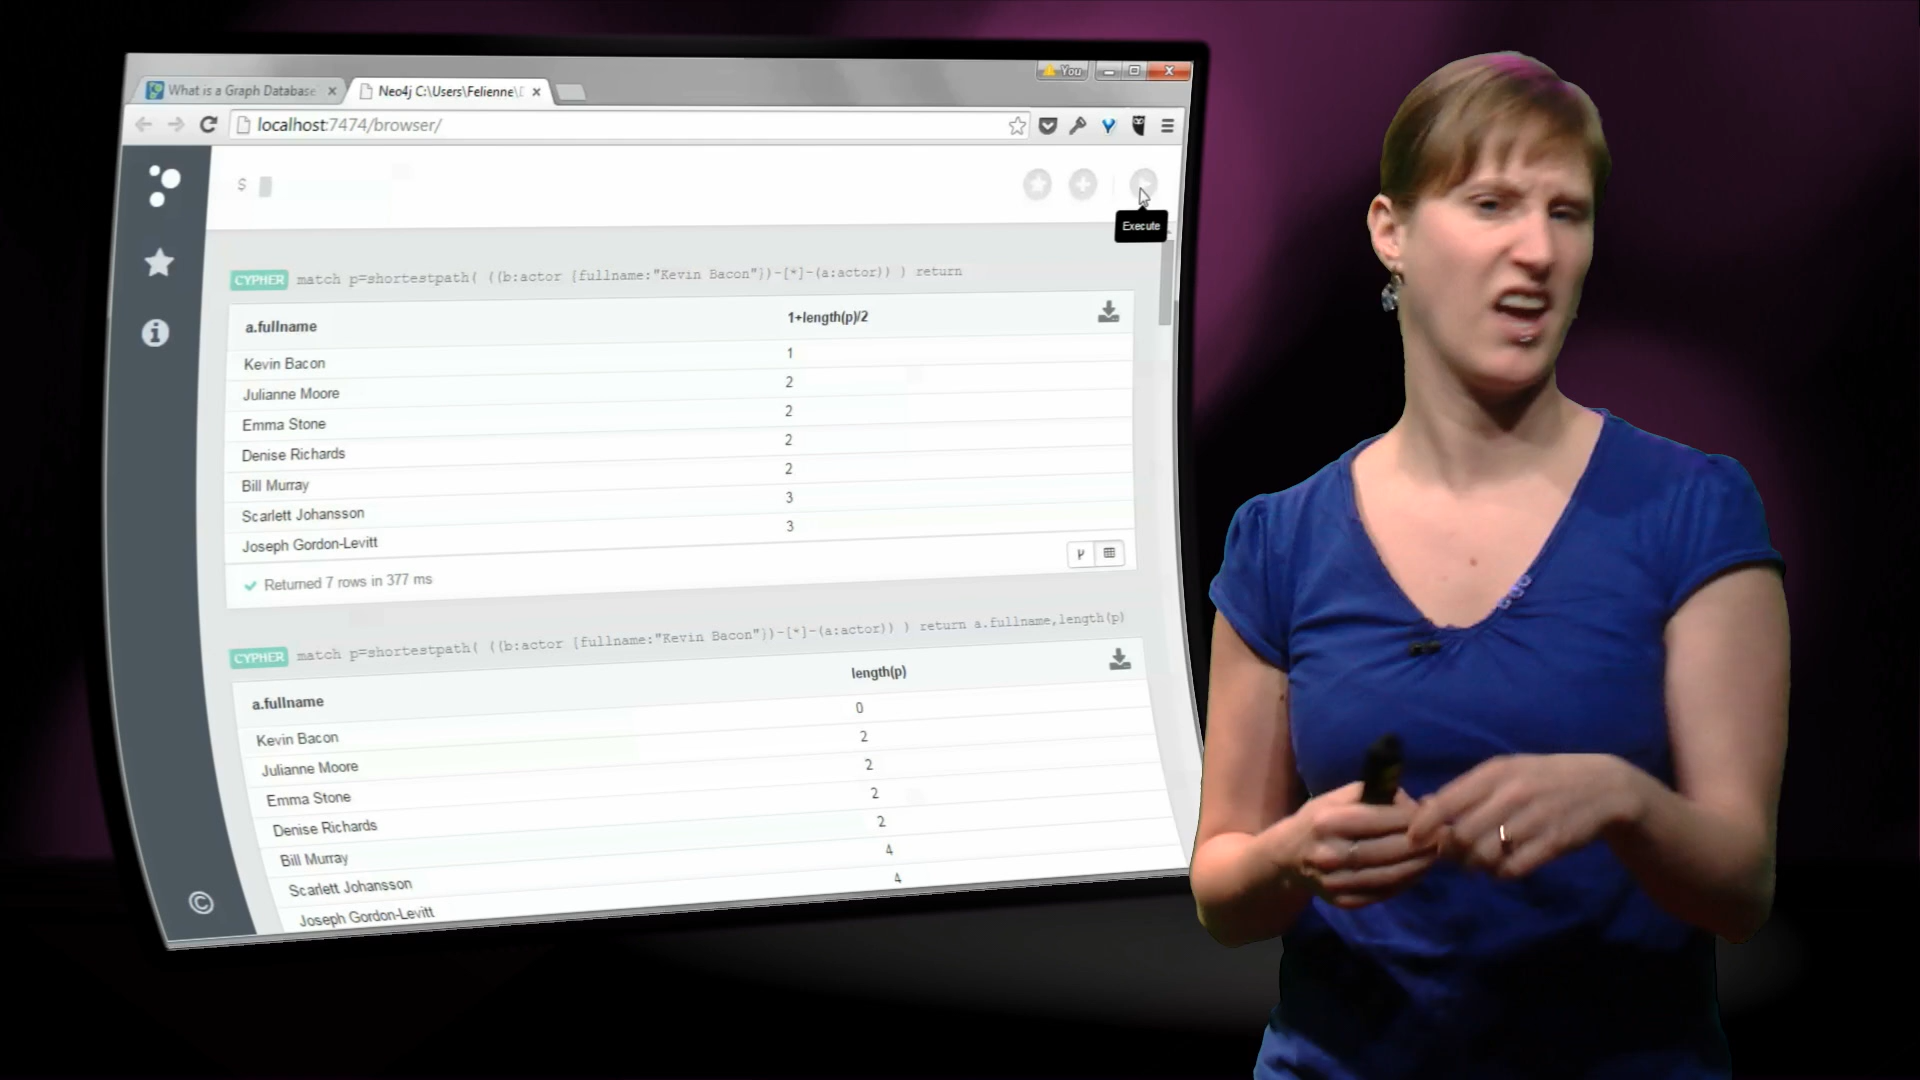 You
What is a Graph Database
Neo4j C:\Users\Felienne\
localhost:7474/browser/
$
Execute
CYPHER match p=shortestpath( ((b:actor {fullname:"Kevin Bacon"})-[*]-(a:actor)) ) return
a.fullname 1+length(p)/2
Kevin Bacon 1
Julianne Moore 2
Emma Stone 2
Denise Richards 2
Bill Murray 2
Scarlett Johansson 3
Joseph Gordon-Levitt 3
Returned 7 rows in 377 ms
CYPHER match p=shortestpath( ((b:actor {fullname:"Kevin Bacon"})-[*]-(a:actor)) ) return a.fullname,length(p)
a.fullname length(p)
Kevin Bacon 0
Julianne Moore 2
Emma Stone 2
Denise Richards 2
Bill Murray 2
Scarlett Johansson 4
Joseph Gordon-Levitt 4